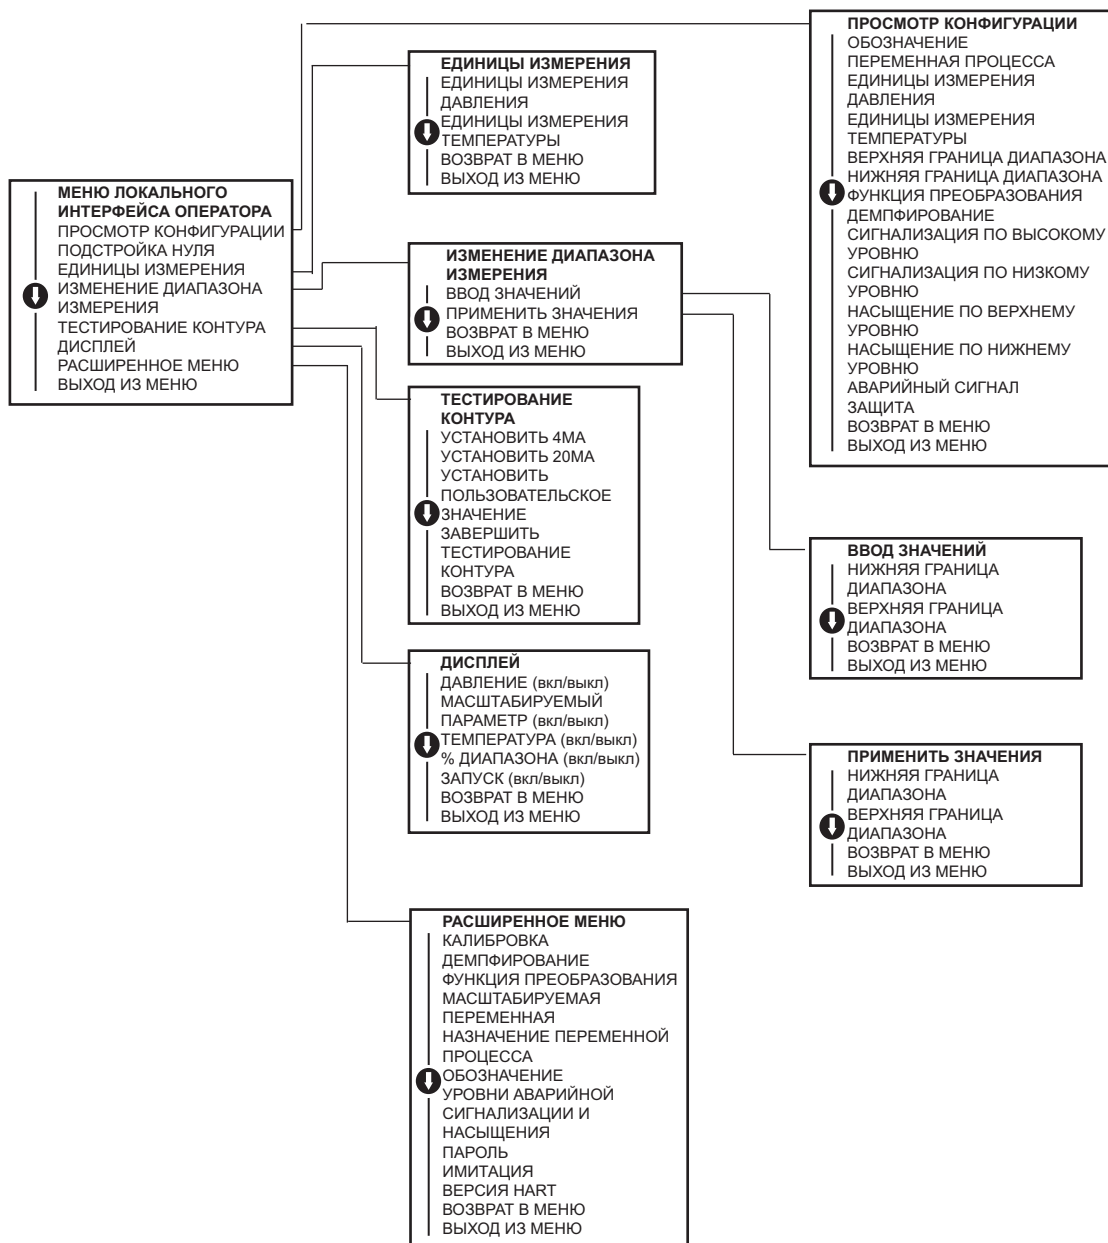 МЕНЮ ЛОКАЛЬНОГО
ИНТЕРФЕЙСА ОПЕРАТОРА
ПРОСМОТР КОНФИГУРАЦИИ
ПОДСТРОЙКА НУЛЯ
ЕДИНИЦЫ ИЗМЕРЕНИЯ
ИЗМЕНЕНИЕ ДИАПАЗОНА
ИЗМЕРЕНИЯ
ТЕСТИРОВАНИЕ КОНТУРА
ДИСПЛЕЙ
РАСШИРЕННОЕ МЕНЮ
ВЫХОД ИЗ МЕНЮ
ЕДИНИЦЫ ИЗМЕРЕНИЯ
ЕДИНИЦЫ ИЗМЕРЕНИЯ
ДАВЛЕНИЯ
ЕДИНИЦЫ ИЗМЕРЕНИЯ
ТЕМПЕРАТУРЫ
ВОЗВРАТ В МЕНЮ
ВЫХОД ИЗ МЕНЮ
ИЗМЕНЕНИЕ ДИАПАЗОНА
ИЗМЕРЕНИЯ
ВВОД ЗНАЧЕНИЙ
ПРИМЕНИТЬ ЗНАЧЕНИЯ
ВОЗВРАТ В МЕНЮ
ВЫХОД ИЗ МЕНЮ
ТЕСТИРОВАНИЕ
КОНТУРА
УСТАНОВИТЬ 4МА
УСТАНОВИТЬ 20МА
УСТАНОВИТЬ
ПОЛЬЗОВАТЕЛЬСКОЕ
ЗНАЧЕНИЕ
ЗАВЕРШИТЬ
ТЕСТИРОВАНИЕ
КОНТУРА
ВОЗВРАТ В МЕНЮ
ВЫХОД ИЗ МЕНЮ
ДИСПЛЕЙ
ДАВЛЕНИЕ (вкл/выкл)
МАСШТАБИРУЕМЫЙ
ПАРАМЕТР (вкл/выкл)
ТЕМПЕРАТУРА (вкл/выкл)
% ДИАПАЗОНА (вкл/выкл)
ЗАПУСК (вкл/выкл)
ВОЗВРАТ В МЕНЮ
ВЫХОД ИЗ МЕНЮ
РАСШИРЕННОЕ МЕНЮ
КАЛИБРОВКА
ДЕМПФИРОВАНИЕ
ФУНКЦИЯ ПРЕОБРАЗОВАНИЯ
МАСШТАБИРУЕМАЯ
ПЕРЕМЕННАЯ
НАЗНАЧЕНИЕ ПЕРЕМЕННОЙ
ПРОЦЕССА
ОБОЗНАЧЕНИЕ
УРОВНИ АВАРИЙНОЙ
СИГНАЛИЗАЦИИ И
НАСЫЩЕНИЯ
ПАРОЛЬ
ИМИТАЦИЯ
ВЕРСИЯ HART
ВОЗВРАТ В МЕНЮ
ВЫХОД ИЗ МЕНЮ
ПРОСМОТР КОНФИГУРАЦИИ
ОБОЗНАЧЕНИЕ
ПЕРЕМЕННАЯ ПРОЦЕССА
ЕДИНИЦЫ ИЗМЕРЕНИЯ
ДАВЛЕНИЯ
ЕДИНИЦЫ ИЗМЕРЕНИЯ
ТЕМПЕРАТУРЫ
ВЕРХНЯЯ ГРАНИЦА ДИАПАЗОНА
НИЖНЯЯ ГРАНИЦА ДИАПАЗОНА
ФУНКЦИЯ ПРЕОБРАЗОВАНИЯ
ДЕМПФИРОВАНИЕ
СИГНАЛИЗАЦИЯ ПО ВЫСОКОМУ
УРОВНЮ
СИГНАЛИЗАЦИЯ ПО НИЗКОМУ
УРОВНЮ
НАСЫЩЕНИЕ ПО ВЕРХНЕМУ
УРОВНЮ
НАСЫЩЕНИЕ ПО НИЖНЕМУ
УРОВНЮ
АВАРИЙНЫЙ СИГНАЛ
ЗАЩИТА
ВОЗВРАТ В МЕНЮ
ВЫХОД ИЗ МЕНЮ
ВВОД ЗНАЧЕНИЙ
НИЖНЯЯ ГРАНИЦА
ДИАПАЗОНА
ВЕРХНЯЯ ГРАНИЦА
ДИАПАЗОНА
ВОЗВРАТ В МЕНЮ
ВЫХОД ИЗ МЕНЮ
ПРИМЕНИТЬ ЗНАЧЕНИЯ
НИЖНЯЯ ГРАНИЦА
ДИАПАЗОНА
ВЕРХНЯЯ ГРАНИЦА
ДИАПАЗОНА
ВОЗВРАТ В МЕНЮ
ВЫХОД ИЗ МЕНЮ